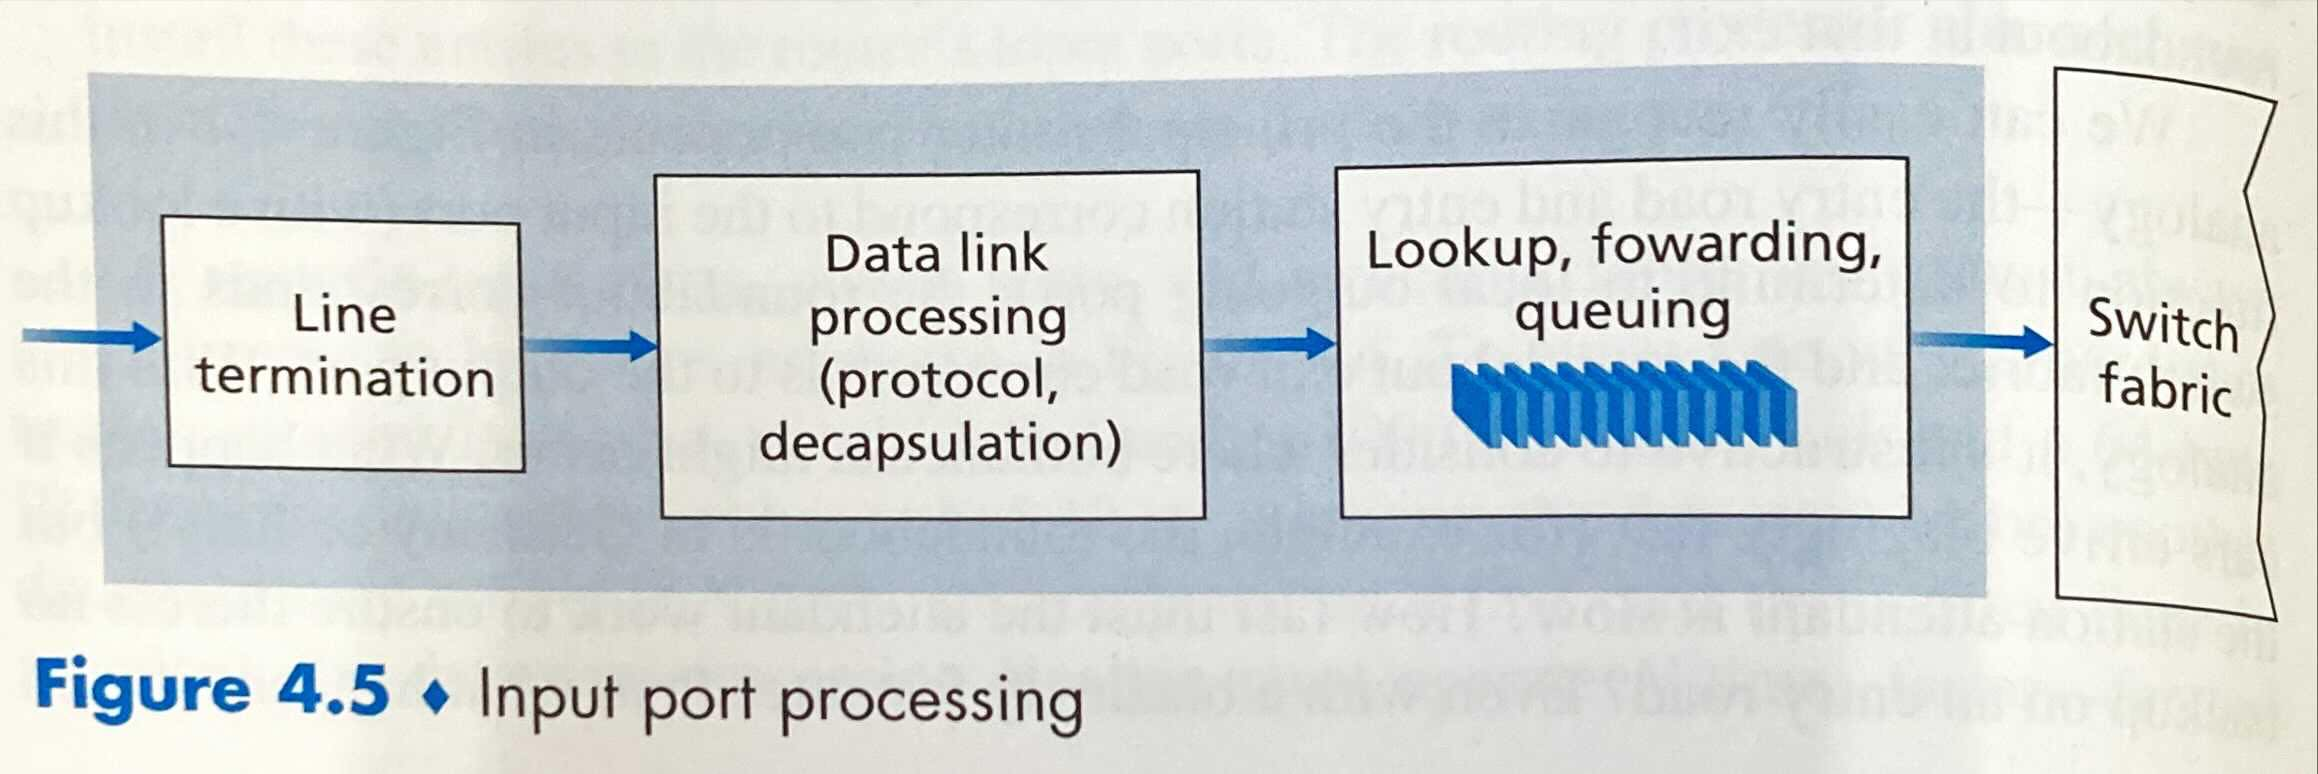 Line
termination
Data link
processing
(protocol,
decapsulation)
Lookup, fowarding,
queuing
Switch
fabric
Figure 4.5 ♦ Input port processing